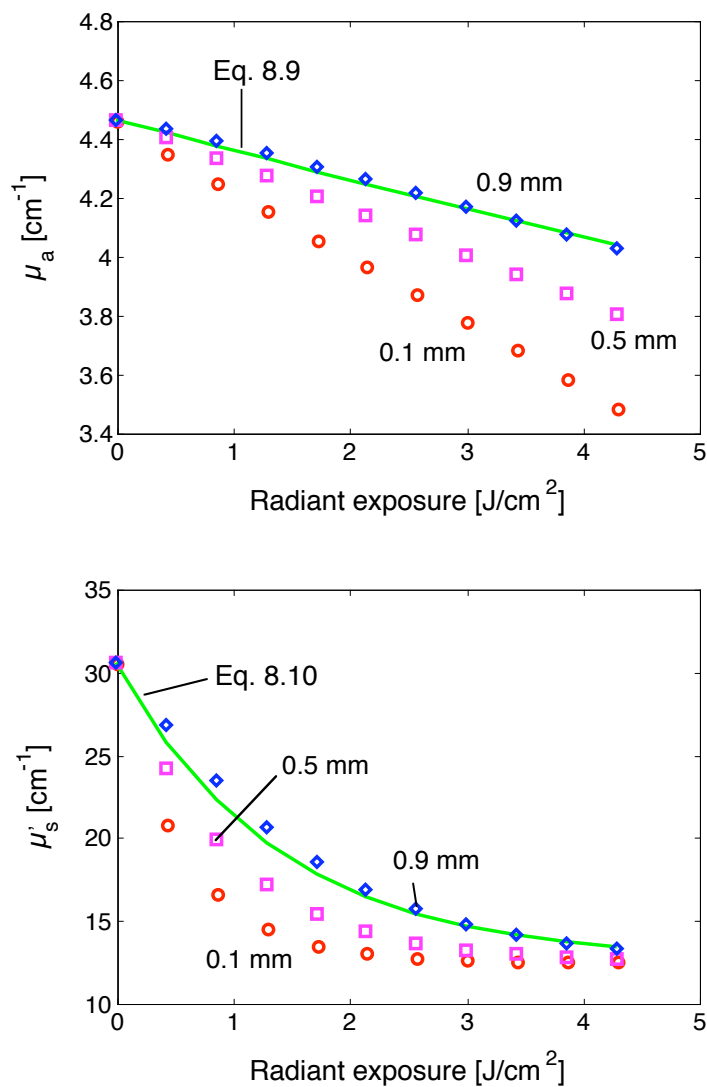 4.8
4.6
4.4
4.2
4
3.8
3.6
3.4
μa [cm-1]
Eq. 8.9
0.9 mm
0.5 mm
0.1 mm
0 1 2 3 4 5
Radiant exposure [J/cm2]
35
30
25
20
15
10
μ's [cm-1]
Eq. 8.10
0.5 mm
0.9 mm
0.1 mm
0 1 2 3 4 5
Radiant exposure [J/cm2]